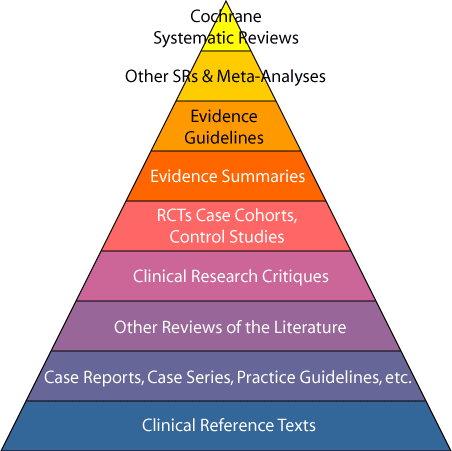 Cochrane
Systematic Reviews
Other SRs & Meta-Analyses
Evidence
Guidelines
Evidence Summaries
RCTs Case Cohorts,
Control Studies
Clinical Research Critiques
Other Reviews of the Literature
Case Reports, Case Series, Practice Guidelines, etc.
Clinical Reference Texts